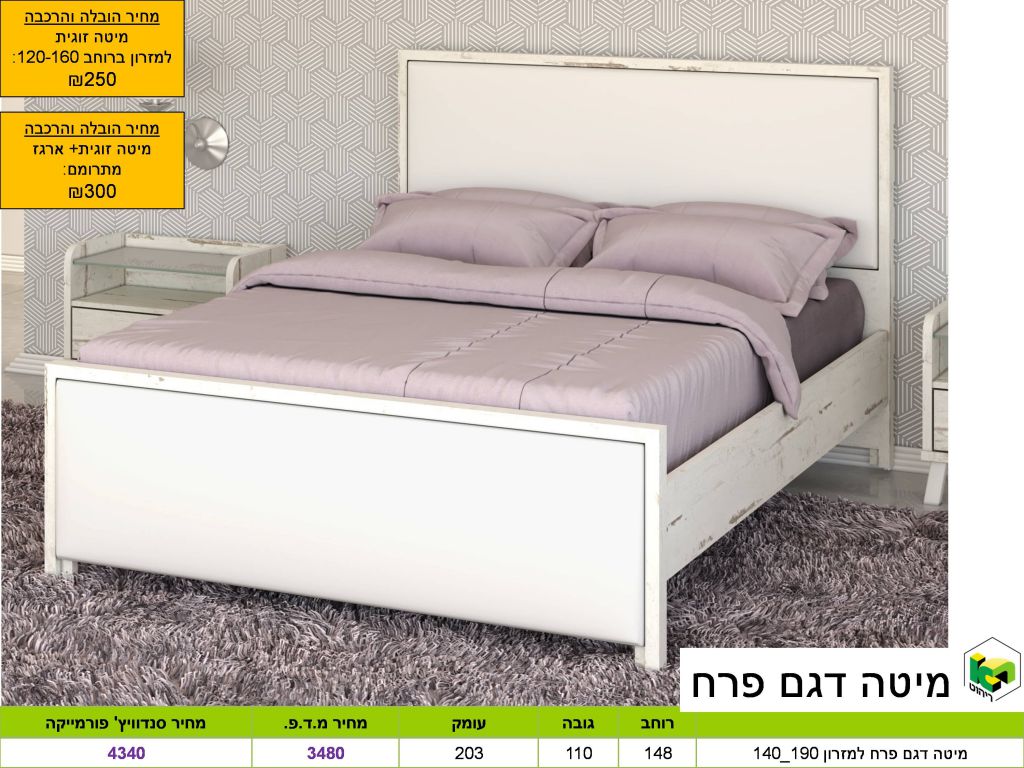 מחיר הובלה והרכבה
מיטה זוגית
למזרון ברוחב 120-160:
₪250
מחיר הובלה והרכבה
מיטה זוגית+ ארגז
מתרומם:
₪300
מיטה דגם פרח
ריהוט
רוחב גובה עומק מחיר מ.ד.פ. מחיר סנדוויץ' פורמייקה
מיטה דגם פרח למזרון 190_140 148 110 203 3480 4340